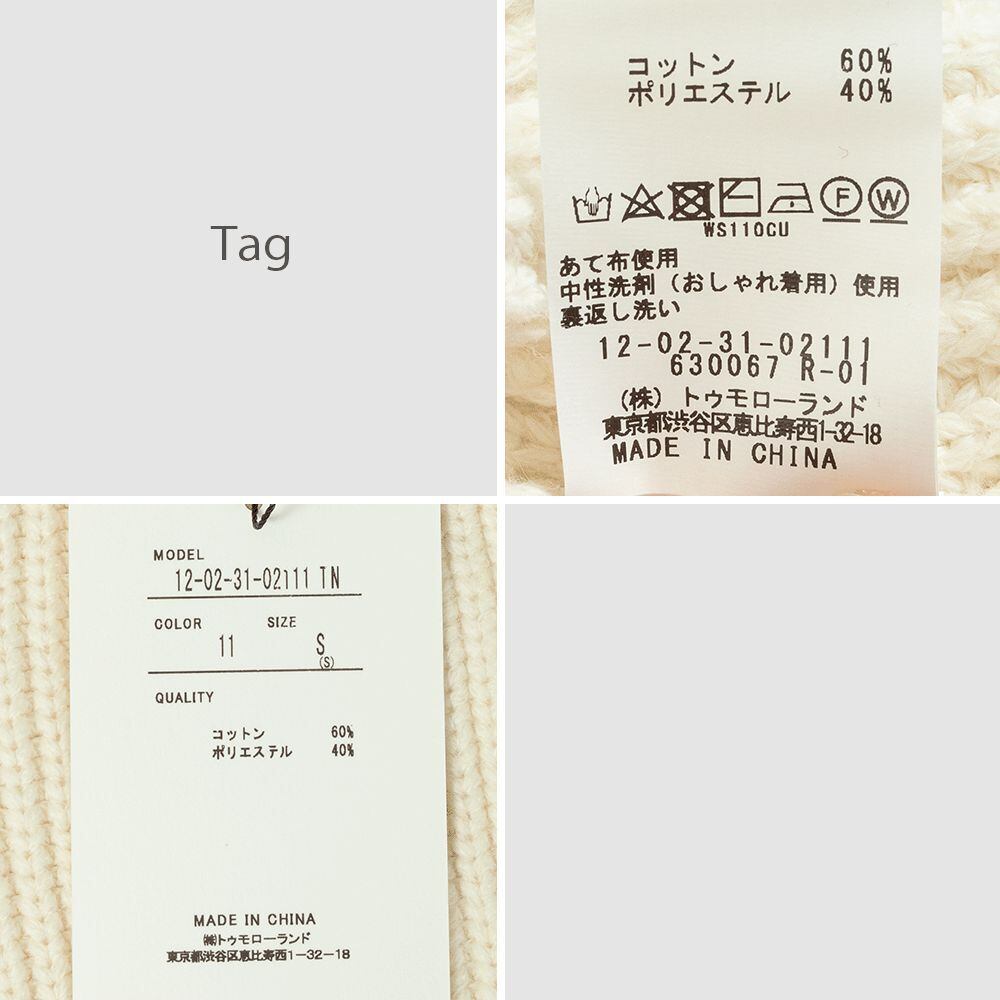 Tag
コットン 60%
ポリエステル 40%
F W
WS110CU
あて布使用
中性洗剤（おしゃれ着用）使用
裏返し洗い
12-02-31-02111
630067 R-01
（株）トゥモローランド
東京都渋谷区恵比寿西1-32-18
MADE IN CHINA
MODEL
12-02-31-02111 TN
COLOR SIZE
11 S
(S)
QUALITY
コットン 60%
ポリエステル 40%
MADE IN CHINA
㈱トゥモローランド
東京都渋谷区恵比寿西1-32-18